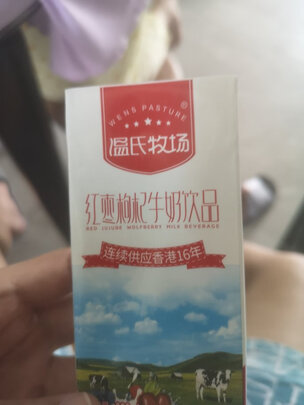 WENS PASTURE
®
温氏牧场
红枣枸杞牛奶饮品
RED JUJUBE WOLFBERRY MILK BEVERAGE
连续供应香港16年